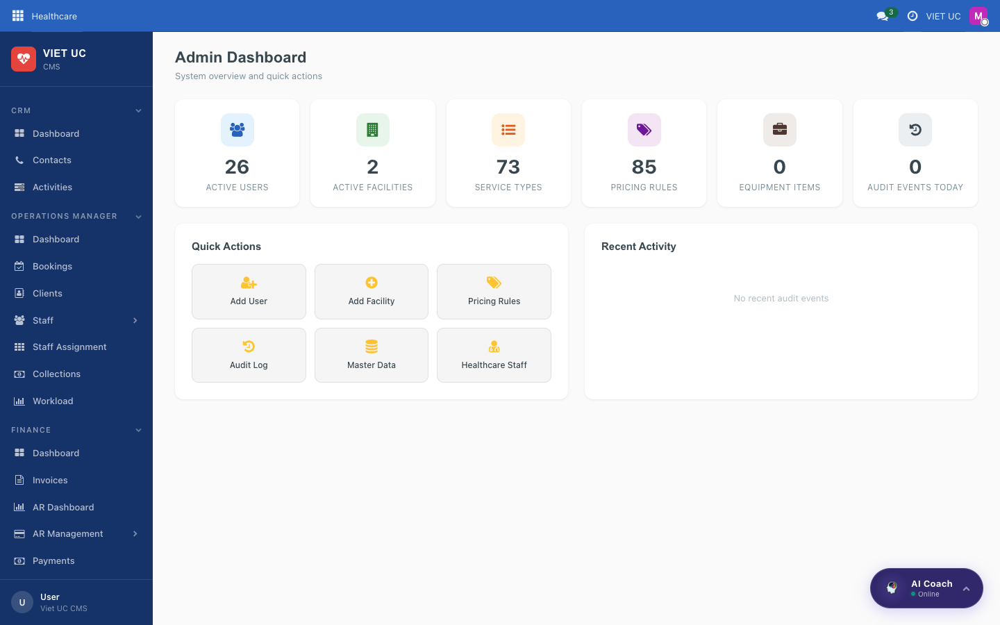 Healthcare
3
VIET UC
M
VIET UC
CMS
CRM
Dashboard
Contacts
Activities
OPERATIONS MANAGER
Dashboard
Bookings
Clients
Staff
Staff Assignment
Collections
Workload
FINANCE
Dashboard
Invoices
AR Dashboard
AR Management
Payments
U
User
Viet UC CMS
Admin Dashboard
System overview and quick actions
26
ACTIVE USERS
2
ACTIVE FACILITIES
73
SERVICE TYPES
85
PRICING RULES
0
EQUIPMENT ITEMS
0
AUDIT EVENTS TODAY
Quick Actions
Add User
Add Facility
Pricing Rules
Audit Log
Master Data
Healthcare Staff
Recent Activity
No recent audit events
AI Coach
Online